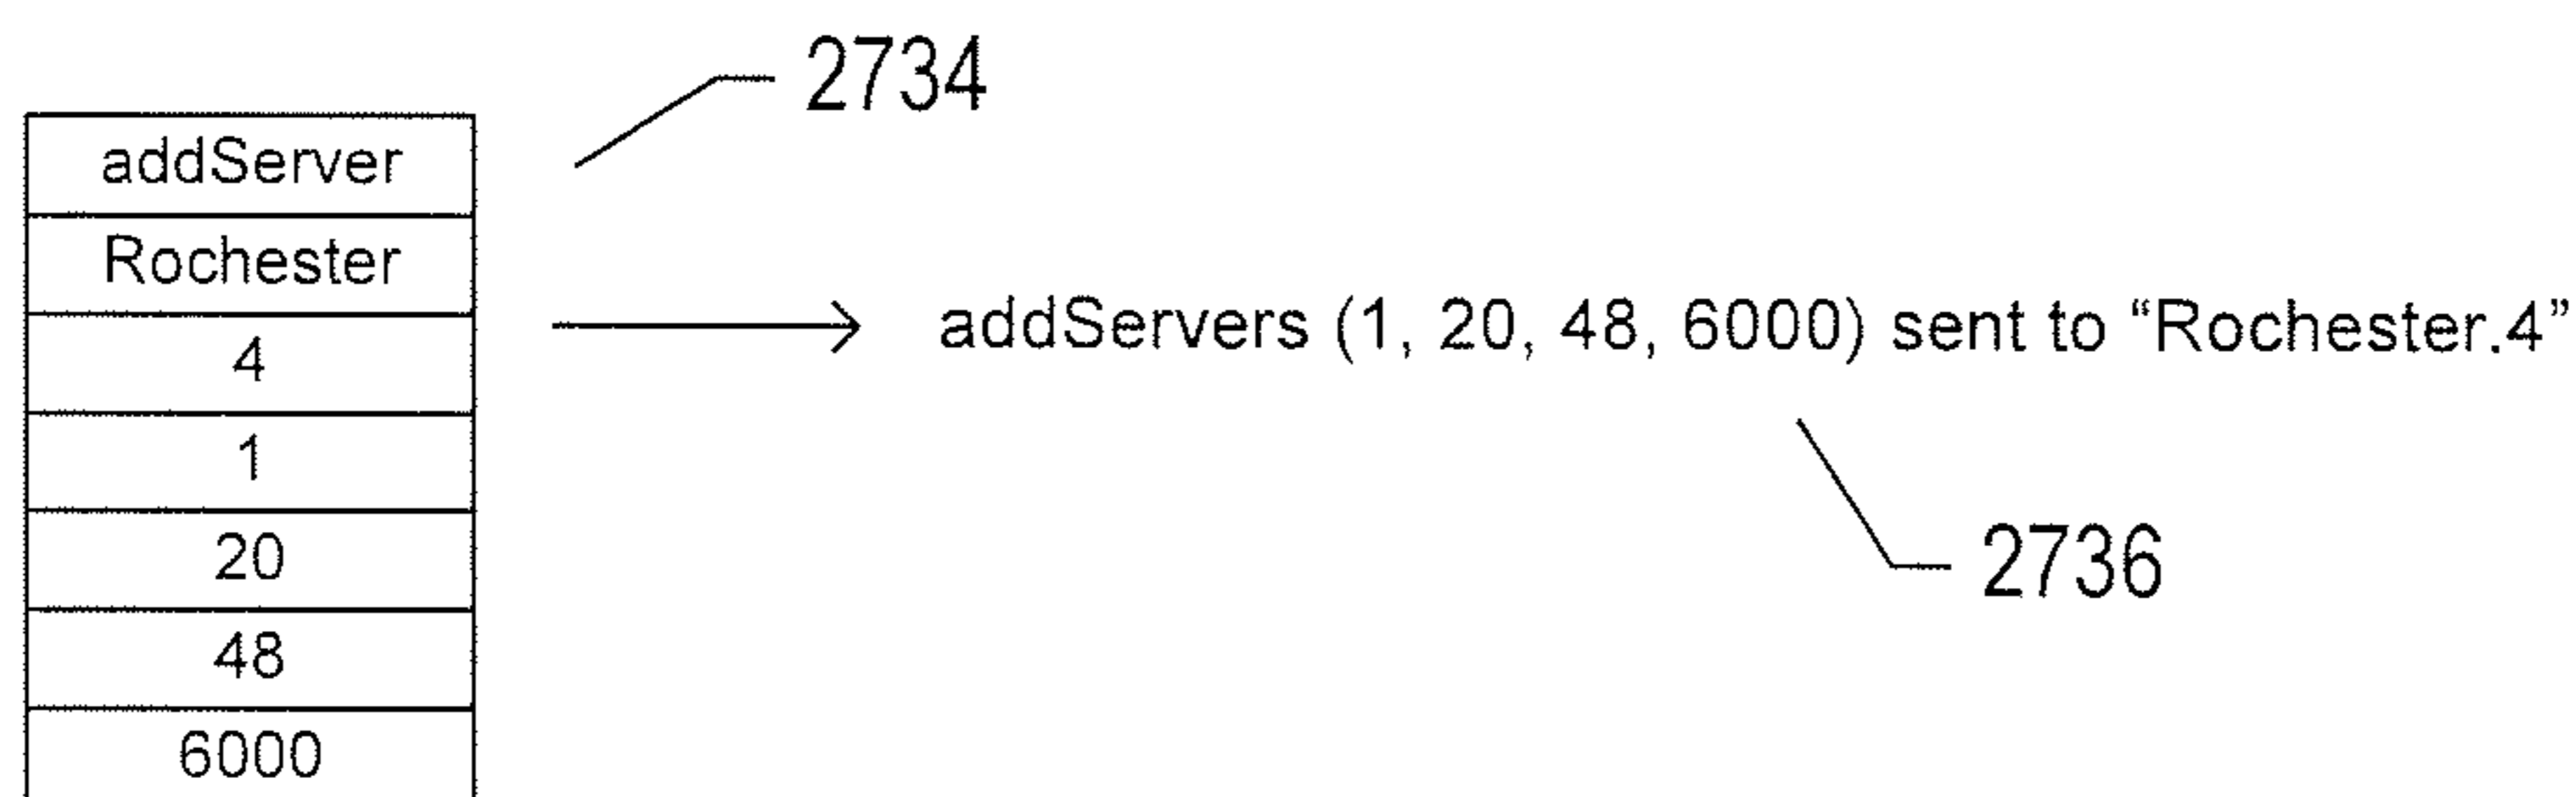 2734
addServer
Rochester
4
1
20
48
6000
addServers (1, 20, 48, 6000) sent to “Rochester.4”
2736